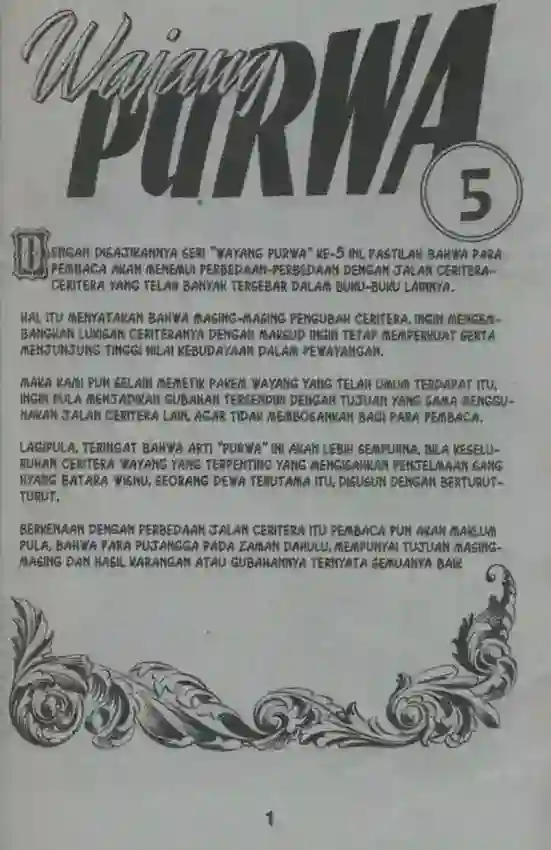 Wajang
PURWA
5
DENGAN DISAJIKANNYA SERI "WAYANG PURWA" KE-5 INI, PASTILAH BAHWA PARA
PEMBACA AKAN MENEMUI PERBEDAAN-PERBEDAAN DENGAN JALAN CERITERA-
CERITERA YANG TELAH BANYAK TERSEBAR DALAM BUKU-BUKU LAINNYA.
HAL ITU MENYATAKAN BAHWA MASING-MASING PENGUBAH CERITERA, INGIN MENGEM-
BANGKAN LUKISAN CERITERANYA DENGAN MAKSUD INGIN TETAP MEMPERKUAT SERTA
MENJUNJUNG TINGGI NILAI KEBUDAYAAN DALAM PEWAYANGAN.
MAKA KAMI PUN SELAIN MEMETIK PAKEM WAYANG YANG TELAH UMUM TERDAPAT ITU,
INGIN PULA MENJADIKAN GUBAHAN TERSENDIRI DENGAN TUJUAN YANG SAMA MENGGU-
NAKAN JALAN CERITERA LAIN, AGAR TIDAK MEMBOSANKAN BAGI PARA PEMBACA.
LAGIPULA, TERINGAT BAHWA ARTI "PURWA" INI AKAN LEBIH SEMPURNA, BILA KESELU-
RUHAN CERITERA WAYANG YANG TERPENTING YANG MENGISAHKAN PENJELMAAN SANG
HYANG BATARA WISNU, SEORANG DEWA TERUTAMA ITU, DISUSUN DENGAN BERTURUT-
TURUT.
BERKENAAN DENGAN PERBEDAAN JALAN CERITERA ITU PEMBACA PUN AKAN MAKLUM
PULA, BAHWA PARA PUJANGGA PADA ZAMAN DAHULU, MEMPUNYAI TUJUAN MASING-
MASING DAN HASIL KARANGAN ATAU GUBAHANNYA TERNYATA SEMUANYA BAIK
1